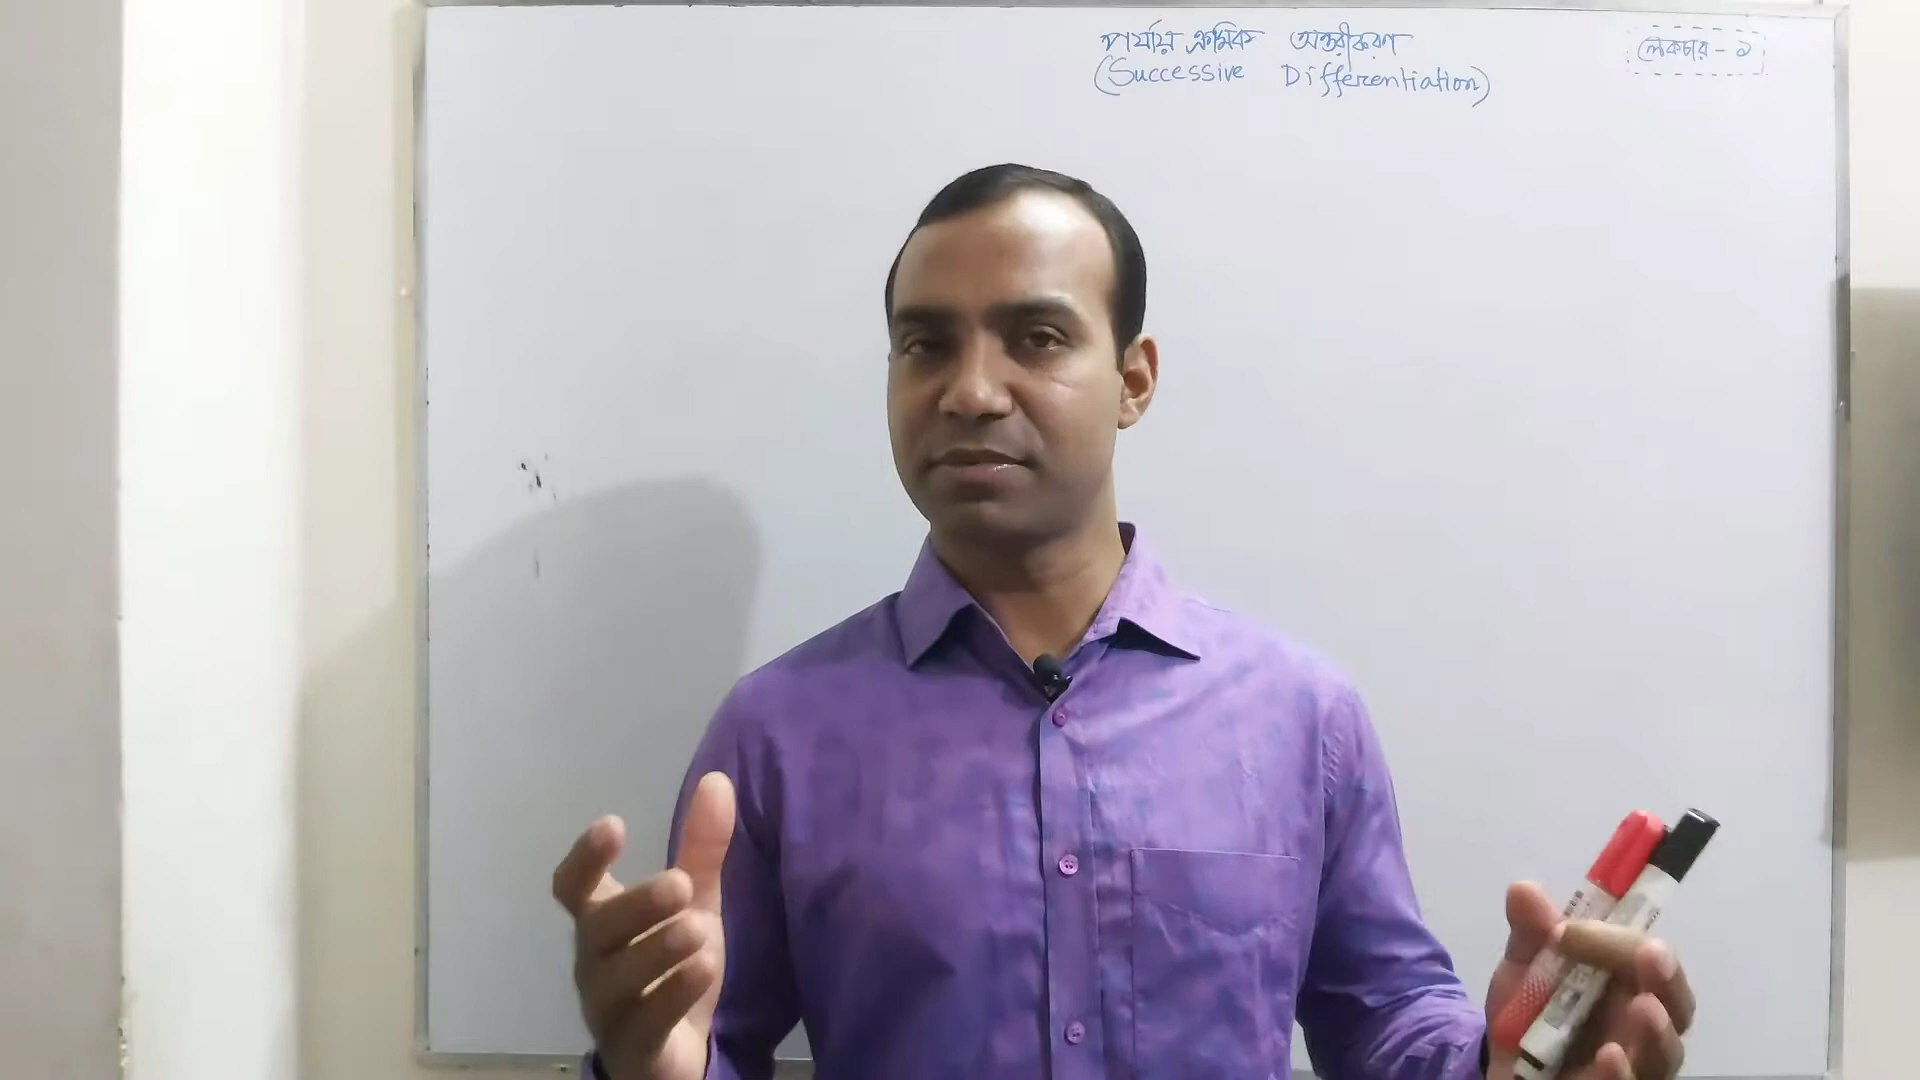 পর্যায় ক্রমিক অন্তরীকরণ
(Successive Differentiation)
লেকচার - ১